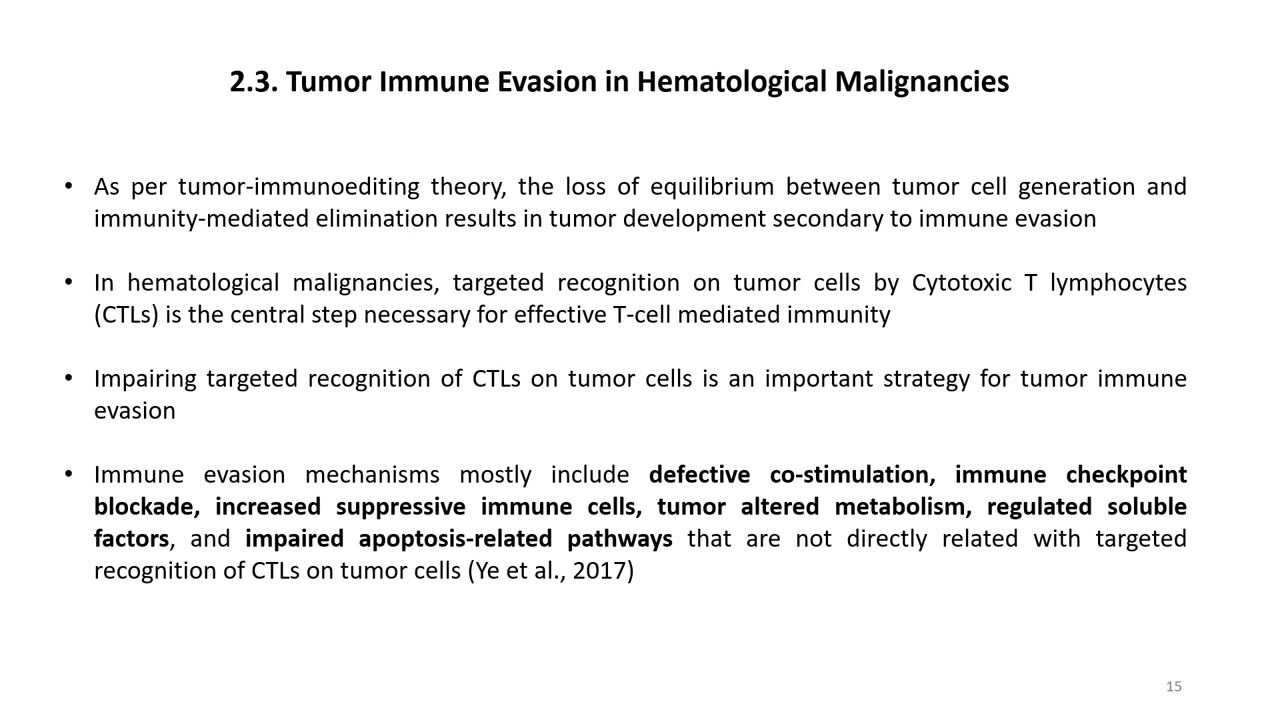 2.3. Tumor Immune Evasion in Hematological Malignancies
• As per tumor-immunoediting theory, the loss of equilibrium between tumor cell generation and
immunity-mediated elimination results in tumor development secondary to immune evasion
• In hematological malignancies, targeted recognition on tumor cells by Cytotoxic T lymphocytes
(CTLs) is the central step necessary for effective T-cell mediated immunity
• Impairing targeted recognition of CTLs on tumor cells is an important strategy for tumor immune
evasion
• Immune evasion mechanisms mostly include defective co-stimulation, immune checkpoint
blockade, increased suppressive immune cells, tumor altered metabolism, regulated soluble
factors, and impaired apoptosis-related pathways that are not directly related with targeted
recognition of CTLs on tumor cells (Ye et al., 2017)
15